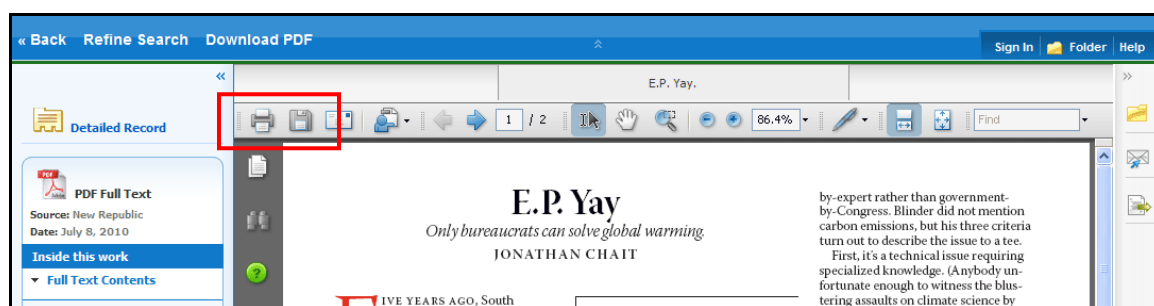 « Back Refine Search Download PDF
Sign In Folder Help
«
E.P. Yay.
»
Detailed Record
1 / 2
86.4%
Find
PDF Full Text
Source: New Republic
Date: July 8, 2010
Inside this work
Full Text Contents
E.P. Yay
Only bureaucrats can solve global warming.
JONATHAN CHAIT
FIVE YEARS AGO, South
by-expert rather than government-
by-Congress. Blinder did not mention
carbon emissions, but his three criteria
turn out to describe the issue to a tee.
First, it's a technical issue requiring
specialized knowledge. (Anybody un-
fortunate enough to witness the blus-
tering assaults on climate science by